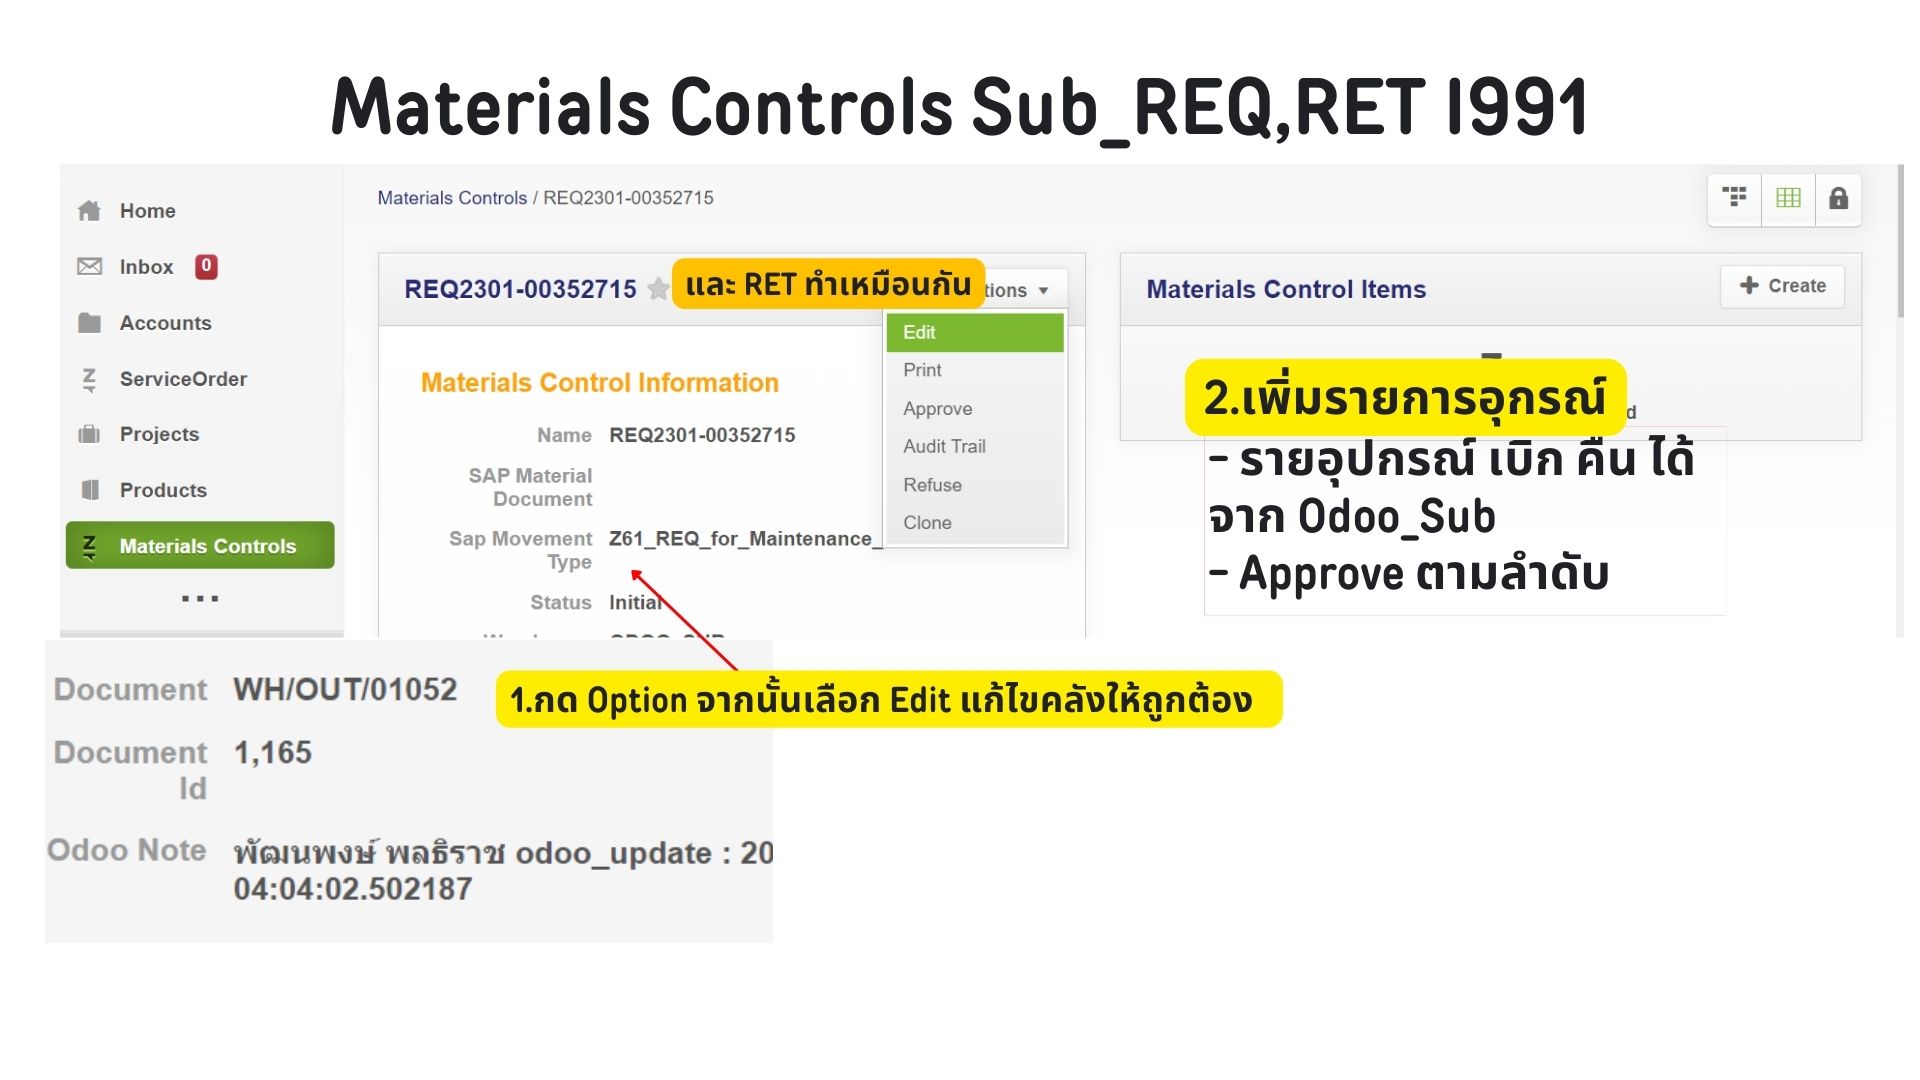 Materials Controls Sub_REQ,RET I991
Home
Inbox 0
Accounts
ServiceOrder
Projects
Products
Materials Controls
...
Materials Controls / REQ2301-00352715
REQ2301-00352715
และ RET ทำเหมือนกัน
Edit
Print
Approve
Audit Trail
Refuse
Clone
Materials Control Information
Name REQ2301-00352715
SAP Material
Document
Sap Movement Z61_REQ_for_Maintenance_
Type
Status Initial
Materials Control Items
Create
2.เพิ่มรายการอุกรณ์
- รายอุปกรณ์ เบิก คืน ได้
จาก Odoo_Sub
- Approve ตามลำดับ
1.กด Option จากนั้นเลือก Edit แก้ไขคลังให้ถูกต้อง
Document WH/OUT/01052
Document 1,165
Id
Odoo Note พัฒนพงษ์ พลธิราช odoo_update : 20
04:04:02.502187